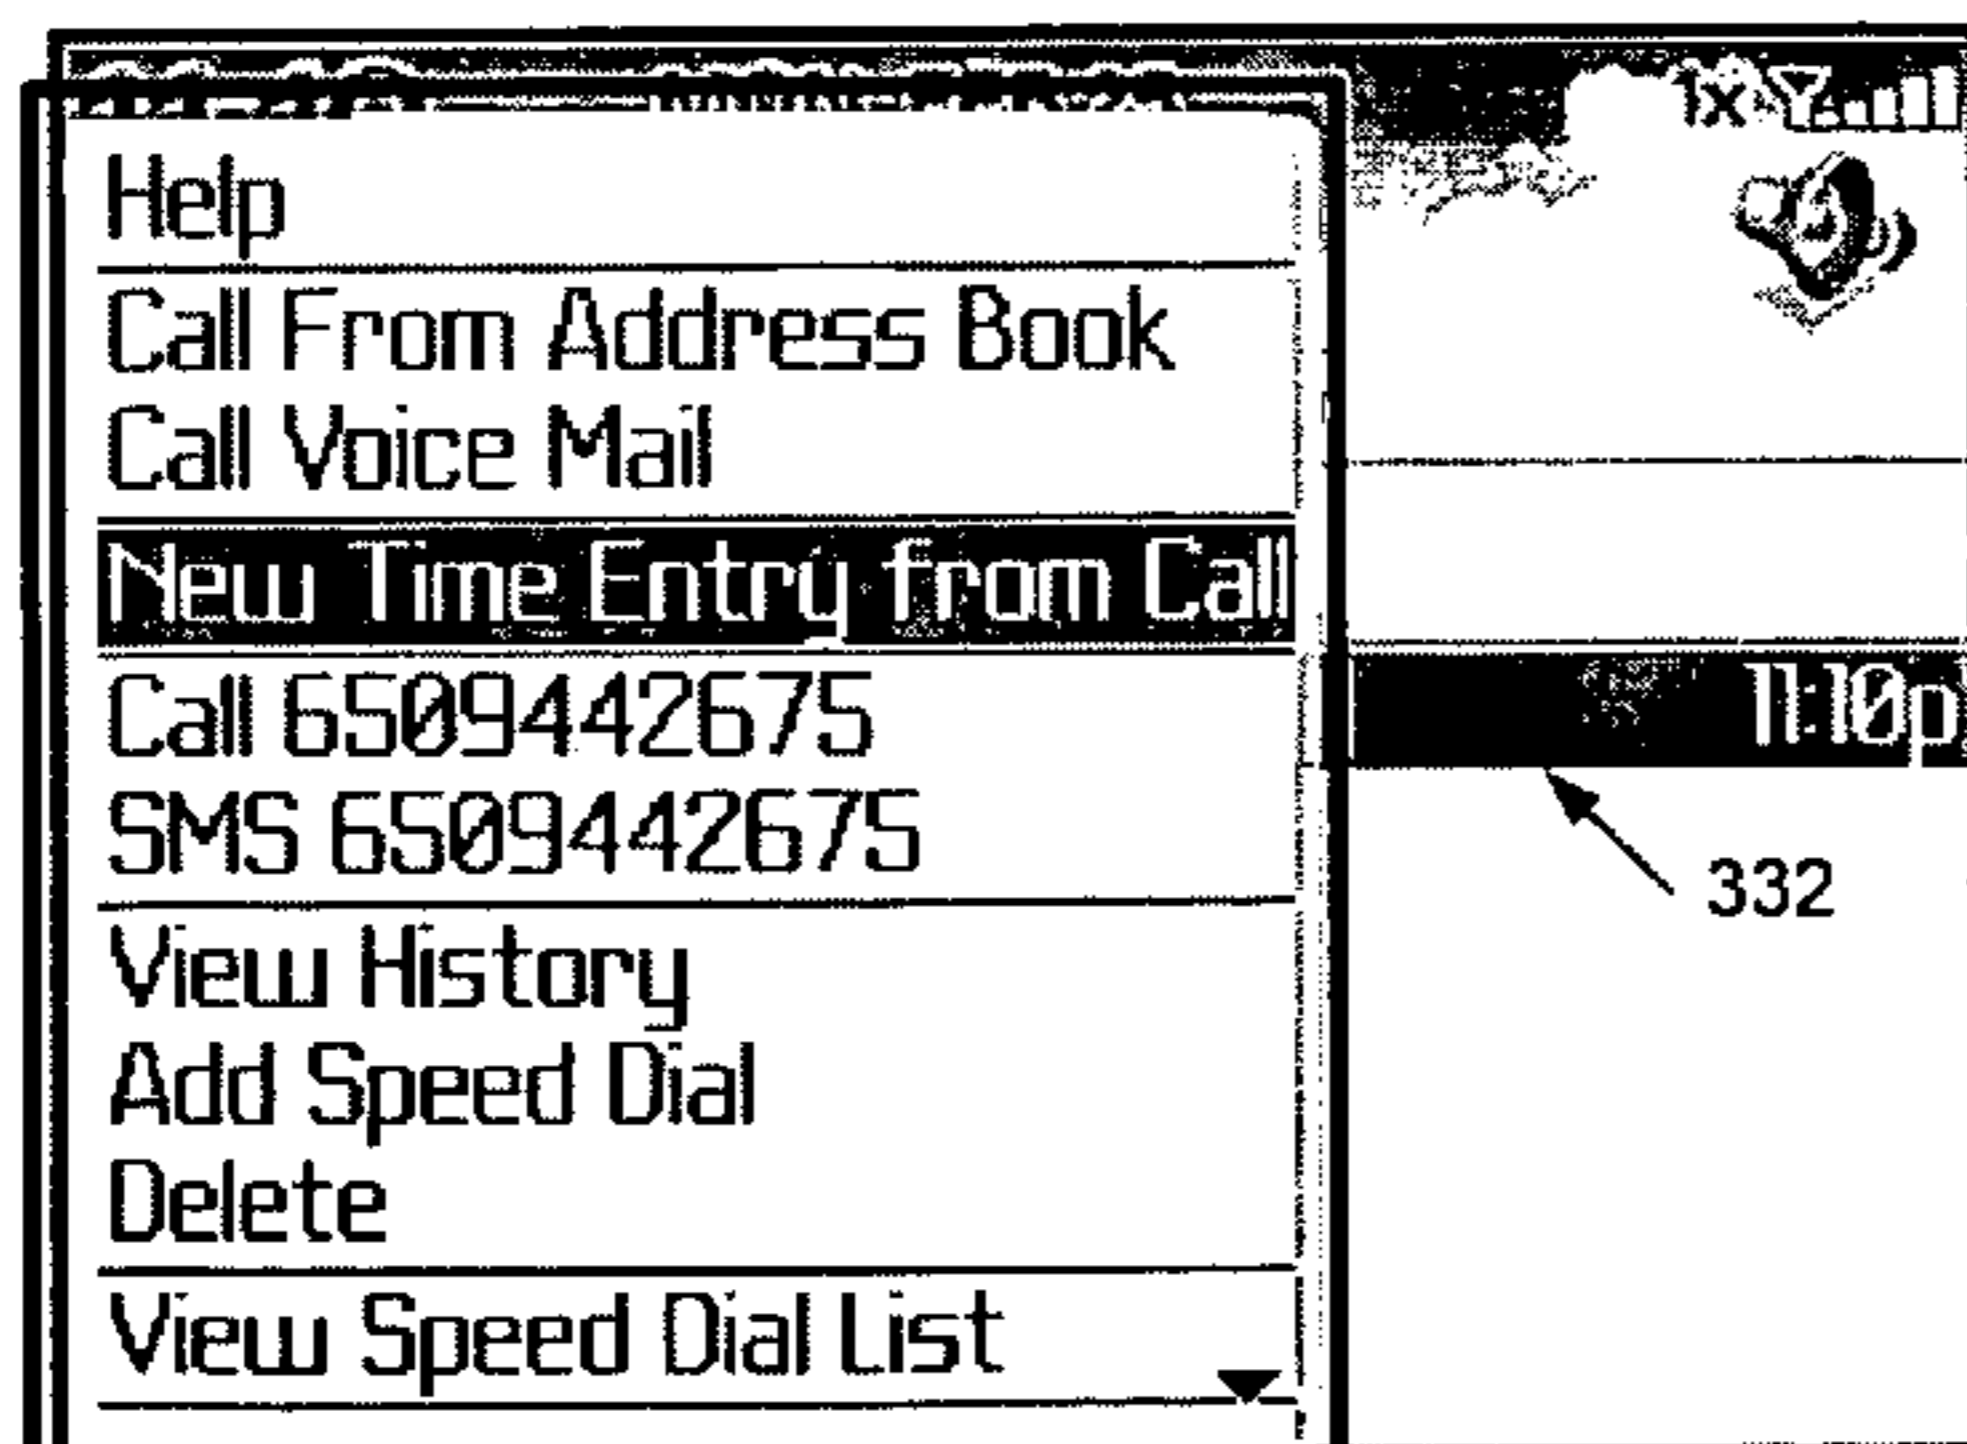 1x
Help
Call From Address Book
Call Voice Mail
New Time Entry from Call
Call 6509442675
SMS 6509442675
11:10p
332
View History
Add Speed Dial
Delete
View Speed Dial List